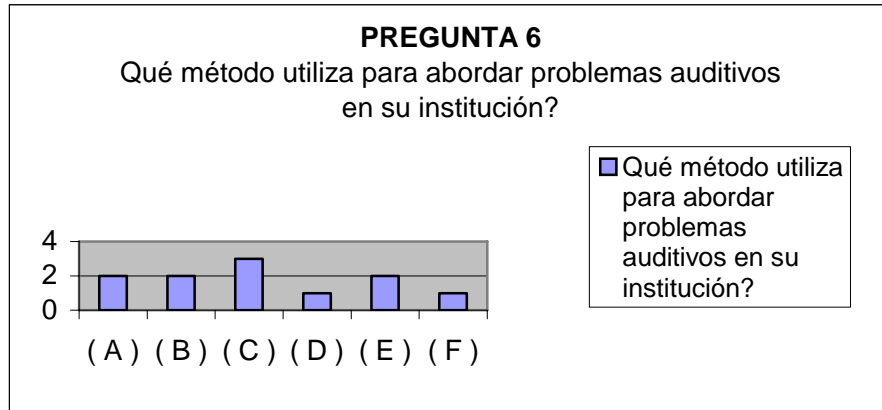 PREGUNTA 6
Qué método utiliza para abordar problemas auditivos
en su institución?
Qué método utiliza
para abordar
problemas
auditivos en su
institución?
4
2
0
( A ) ( B ) ( C ) ( D ) ( E ) ( F )